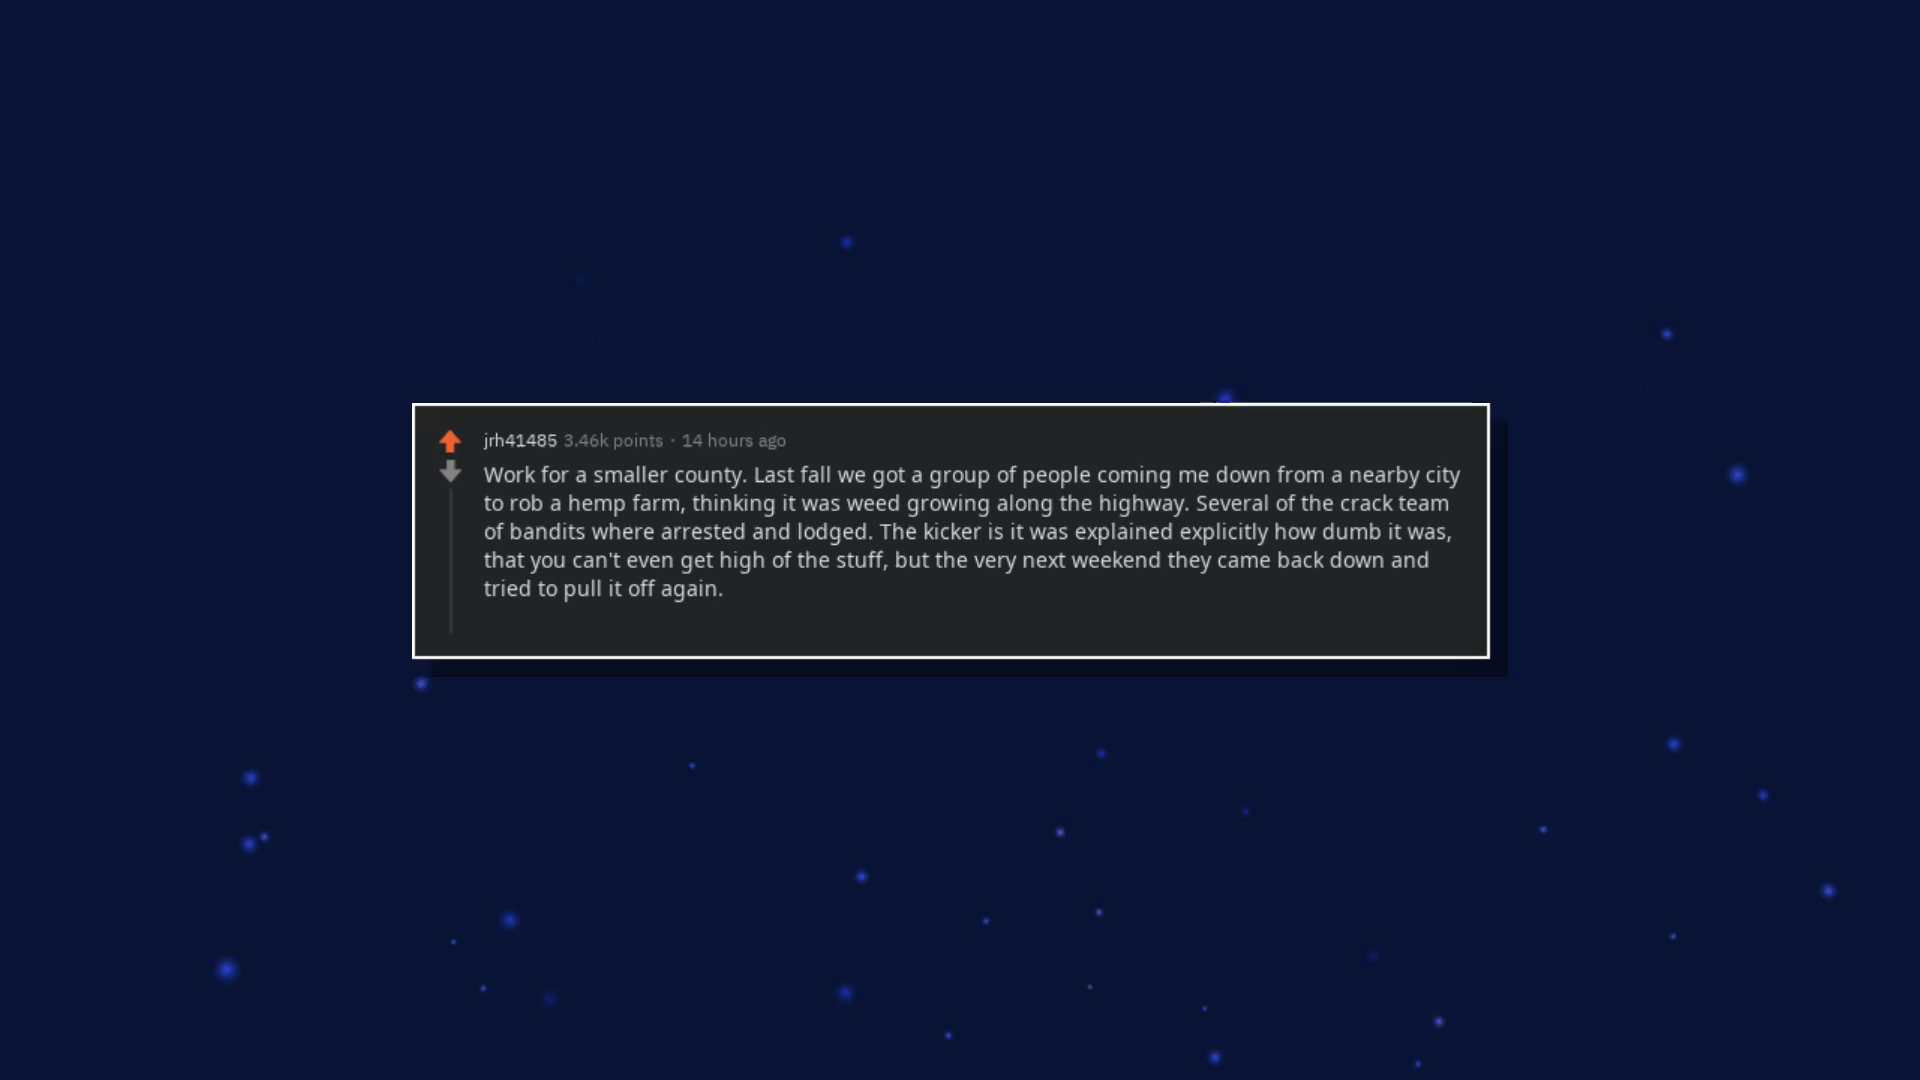 jrh41485 3.46k points · 14 hours ago
Work for a smaller county. Last fall we got a group of people coming me down from a nearby city
to rob a hemp farm, thinking it was weed growing along the highway. Several of the crack team
of bandits where arrested and lodged. The kicker is it was explained explicitly how dumb it was,
that you can't even get high of the stuff, but the very next weekend they came back down and
tried to pull it off again.